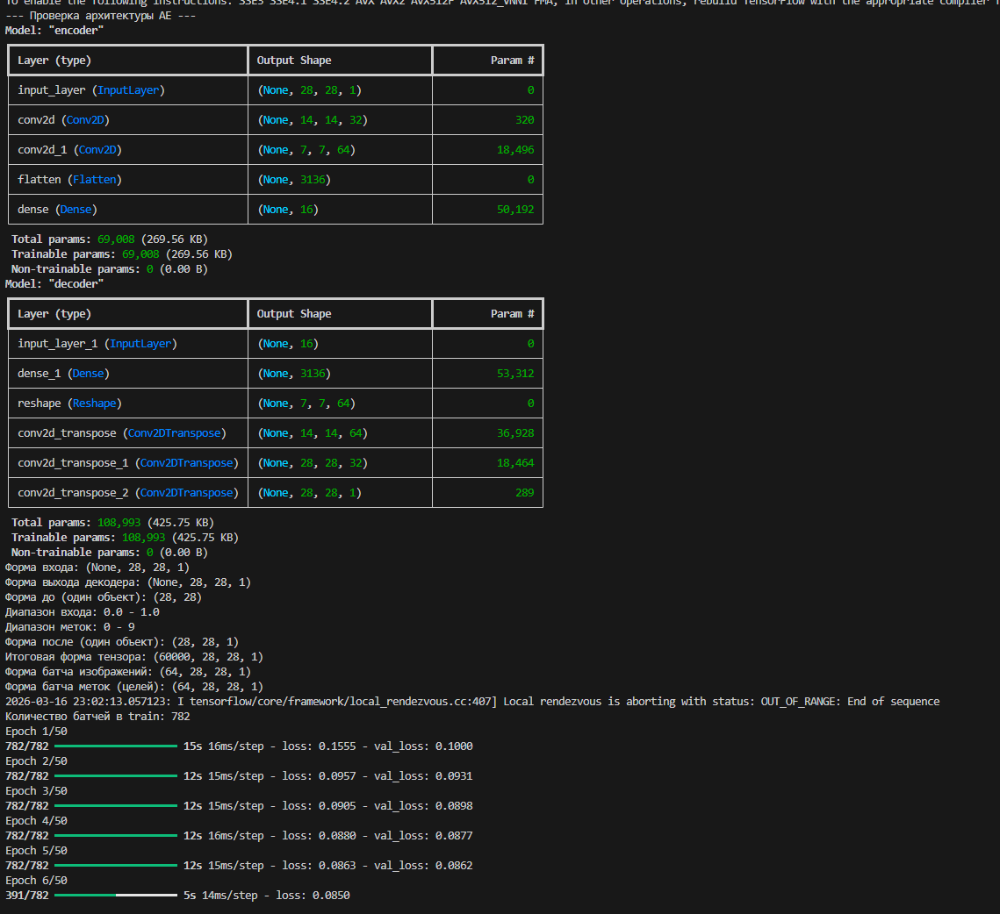 To enable the following instructions: SSE3 SSE4.1 SSE4.2 AVX AVX2 AVX512F AVX512_VNNI FMA, in other operations, rebuild TensorFlow with the appropriate compiler
--- Проверка архитектуры AE ---
Model: "encoder"
Layer (type) Output Shape Param #
input_layer (InputLayer) (None, 28, 28, 1) 0
conv2d (Conv2D) (None, 14, 14, 32) 320
conv2d_1 (Conv2D) (None, 7, 7, 64) 18,496
flatten (Flatten) (None, 3136) 0
dense (Dense) (None, 16) 50,192
Total params: 69,008 (269.56 KB)
Trainable params: 69,008 (269.56 KB)
Non-trainable params: 0 (0.00 B)
Model: "decoder"
Layer (type) Output Shape Param #
input_layer_1 (InputLayer) (None, 16) 0
dense_1 (Dense) (None, 3136) 53,312
reshape (Reshape) (None, 7, 7, 64) 0
conv2d_transpose (Conv2DTranspose) (None, 14, 14, 64) 36,928
conv2d_transpose_1 (Conv2DTranspose) (None, 28, 28, 32) 18,464
conv2d_transpose_2 (Conv2DTranspose) (None, 28, 28, 1) 289
Total params: 108,993 (425.75 KB)
Trainable params: 108,993 (425.75 KB)
Non-trainable params: 0 (0.00 B)
Форма входа: (None, 28, 28, 1)
Форма выхода декодера: (None, 28, 28, 1)
Форма до (один объект): (28, 28)
Диапазон входа: 0.0 - 1.0
Диапазон меток: 0 - 9
Форма после (один объект): (28, 28, 1)
Итоговая форма тензора: (60000, 28, 28, 1)
Форма батча изображений: (64, 28, 28, 1)
Форма батча меток (целей): (64, 28, 28, 1)
2026-03-16 23:02:13.057123: I tensorflow/core/framework/local_rendezvous.cc:407] Local rendezvous is aborting with status: OUT_OF_RANGE: End of sequence
Количество батчей в train: 782
Epoch 1/50
782/782 15s 16ms/step - loss: 0.1555 - val_loss: 0.1000
Epoch 2/50
782/782 12s 15ms/step - loss: 0.0957 - val_loss: 0.0931
Epoch 3/50
782/782 12s 15ms/step - loss: 0.0905 - val_loss: 0.0898
Epoch 4/50
782/782 12s 16ms/step - loss: 0.0880 - val_loss: 0.0877
Epoch 5/50
782/782 12s 15ms/step - loss: 0.0863 - val_loss: 0.0862
Epoch 6/50
391/782 5s 14ms/step - loss: 0.0850